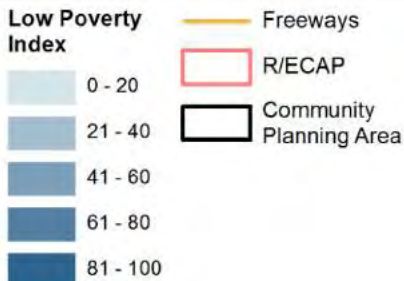 Low Poverty
Index
0 - 20
21 - 40
41 - 60
61 - 80
81 - 100
Freeways
R/ECAP
Community
Planning Area